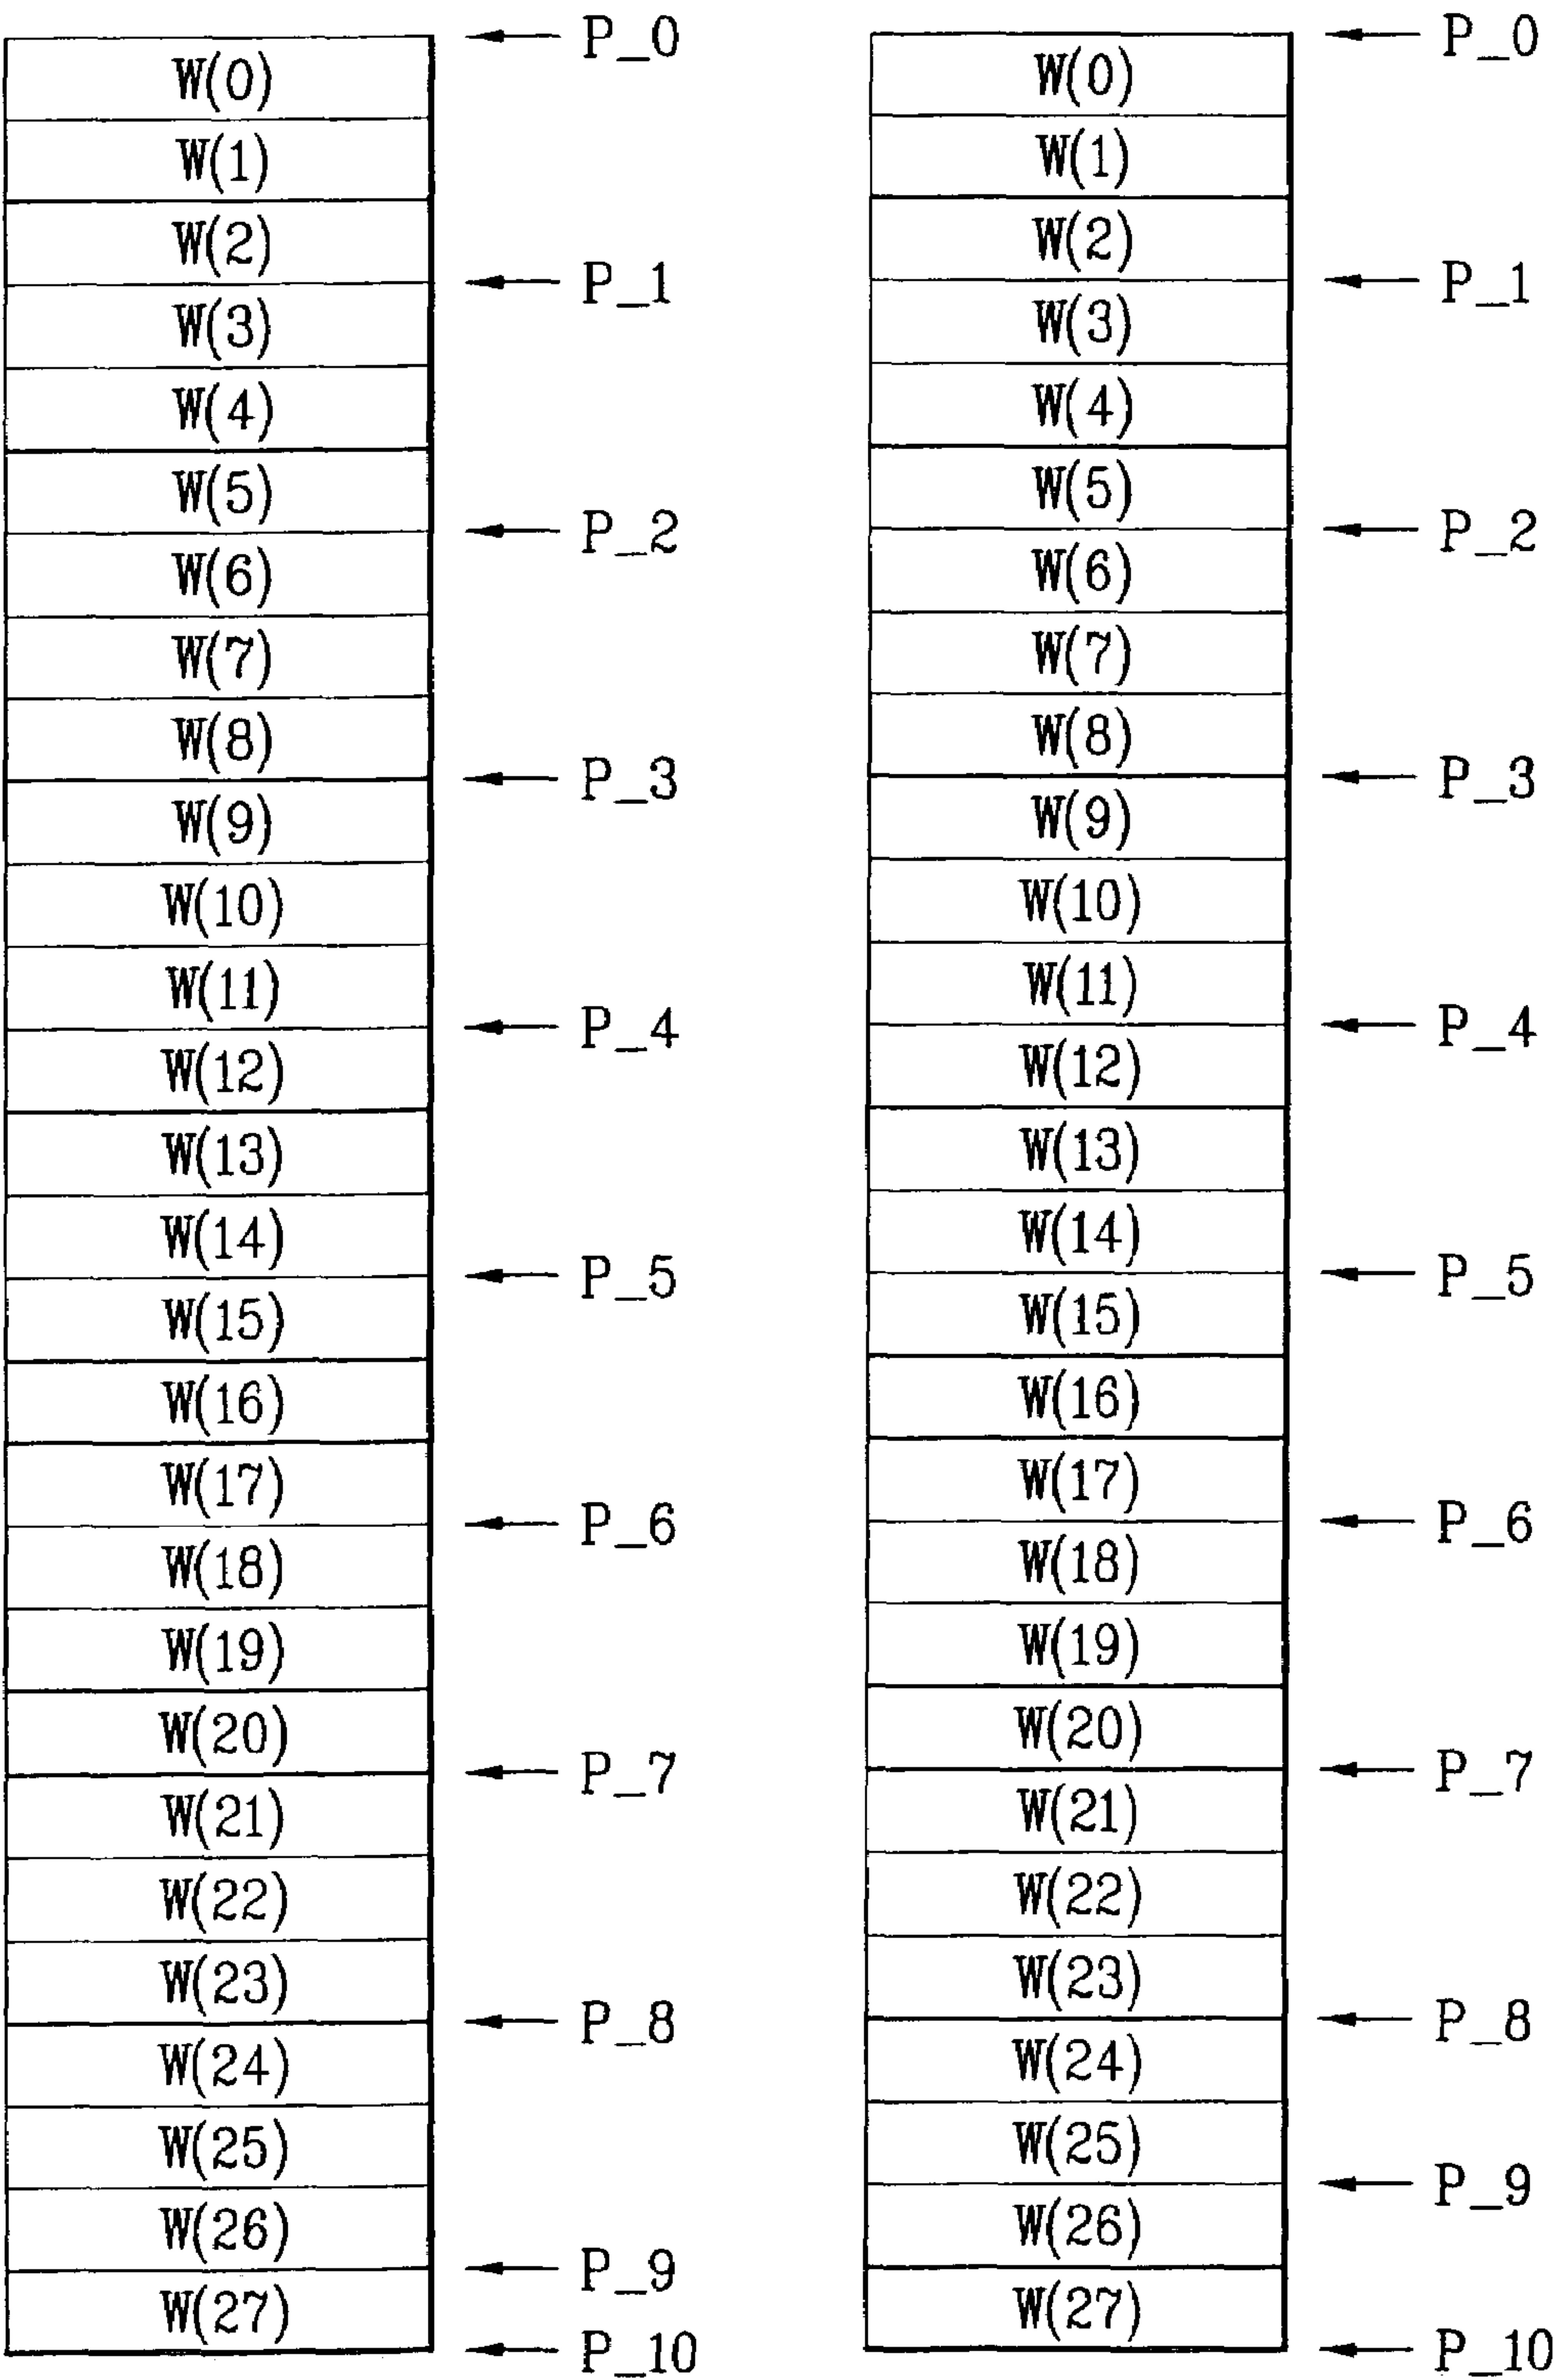 W(0)
W(1)
W(2)
W(3)
W(4)
W(5)
W(6)
W(7)
W(8)
W(9)
W(10)
W(11)
W(12)
W(13)
W(14)
W(15)
W(16)
W(17)
W(18)
W(19)
W(20)
W(21)
W(22)
W(23)
W(24)
W(25)
W(26)
W(27)
P_0
P_1
P_2
P_3
P_4
P_5
P_6
P_7
P_8
P_9
P_10
W(0)
W(1)
W(2)
W(3)
W(4)
W(5)
W(6)
W(7)
W(8)
W(9)
W(10)
W(11)
W(12)
W(13)
W(14)
W(15)
W(16)
W(17)
W(18)
W(19)
W(20)
W(21)
W(22)
W(23)
W(24)
W(25)
W(26)
W(27)
P_0
P_1
P_2
P_3
P_4
P_5
P_6
P_7
P_8
P_9
P_10